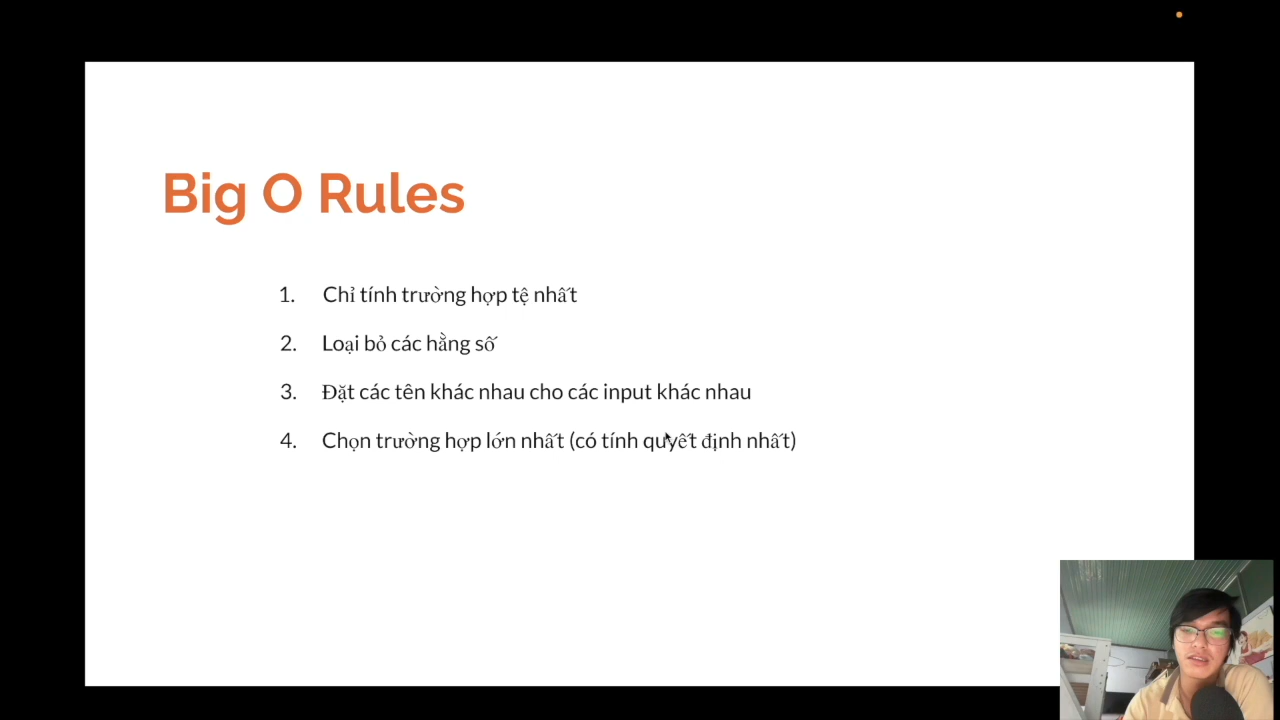 Big O Rules
1. Chỉ tính trường hợp tệ nhất
2. Loại bỏ các hằng số
3. Đặt các tên khác nhau cho các input khác nhau
4. Chọn trường hợp lớn nhất (có tính quyết định nhất)